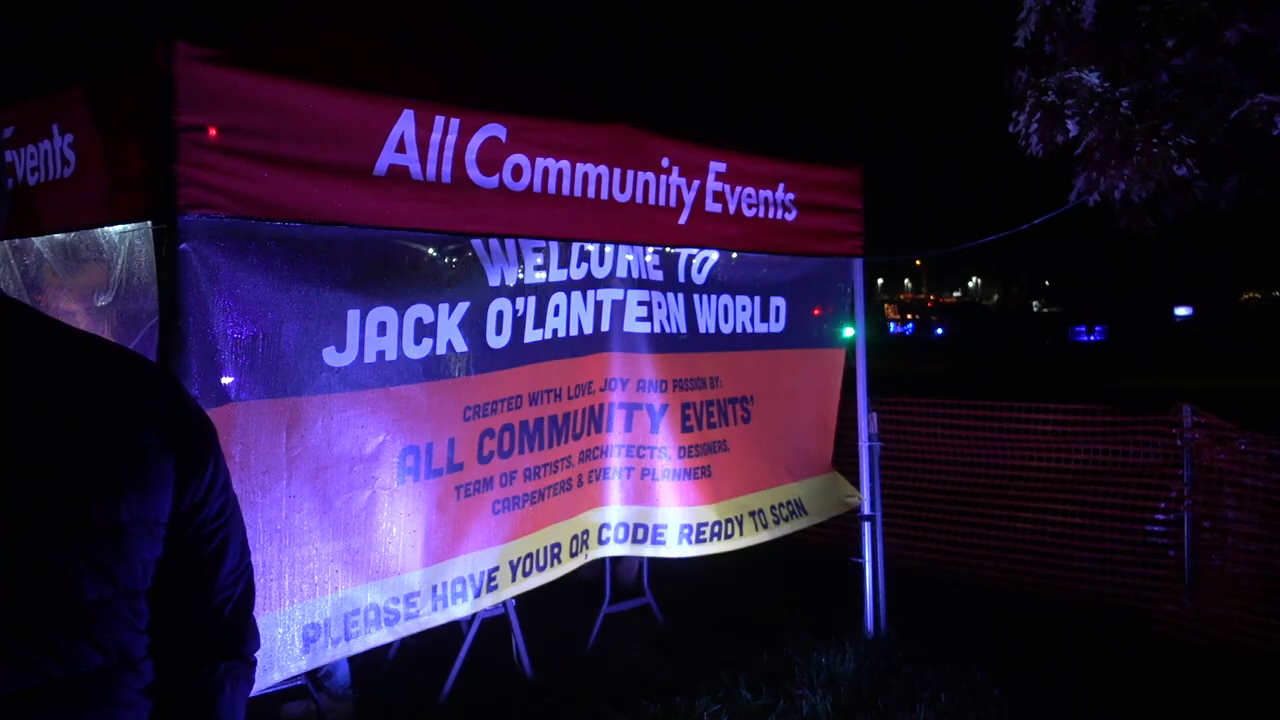 Events
All Community Events
WELCOME TO
JACK O'LANTERN WORLD
CREATED WITH LOVE, JOY AND PASSION BY:
ALL COMMUNITY EVENTS'
TEAM OF ARTISTS, ARCHITECTS, DESIGNERS,
CARPENTERS & EVENT PLANNERS
PLEASE HAVE YOUR QR CODE READY TO SCAN